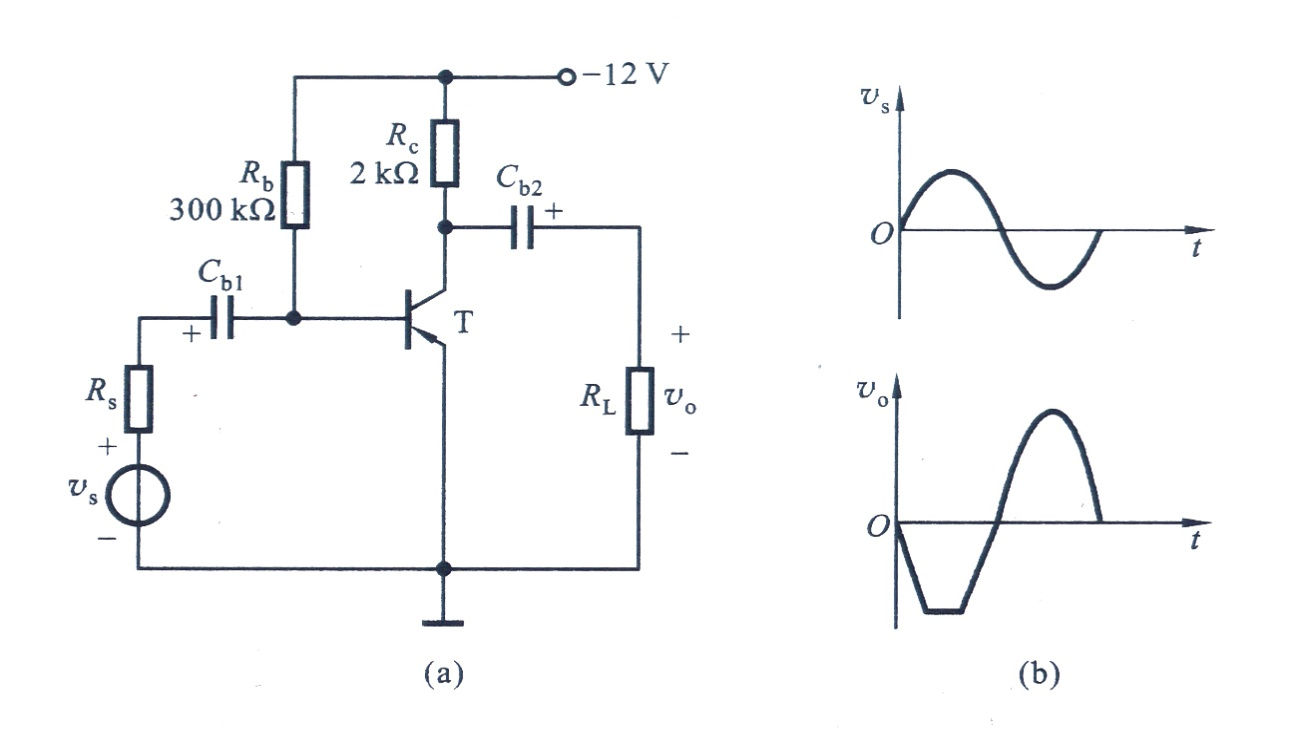 −12 V
R_c
2 kΩ
R_b
300 kΩ
C_b2
+
C_b1
+
T
R_s
+
v_s
−
R_L
+
v_o
−
(a)
v_s
O
t
v_o
O
t
(b)